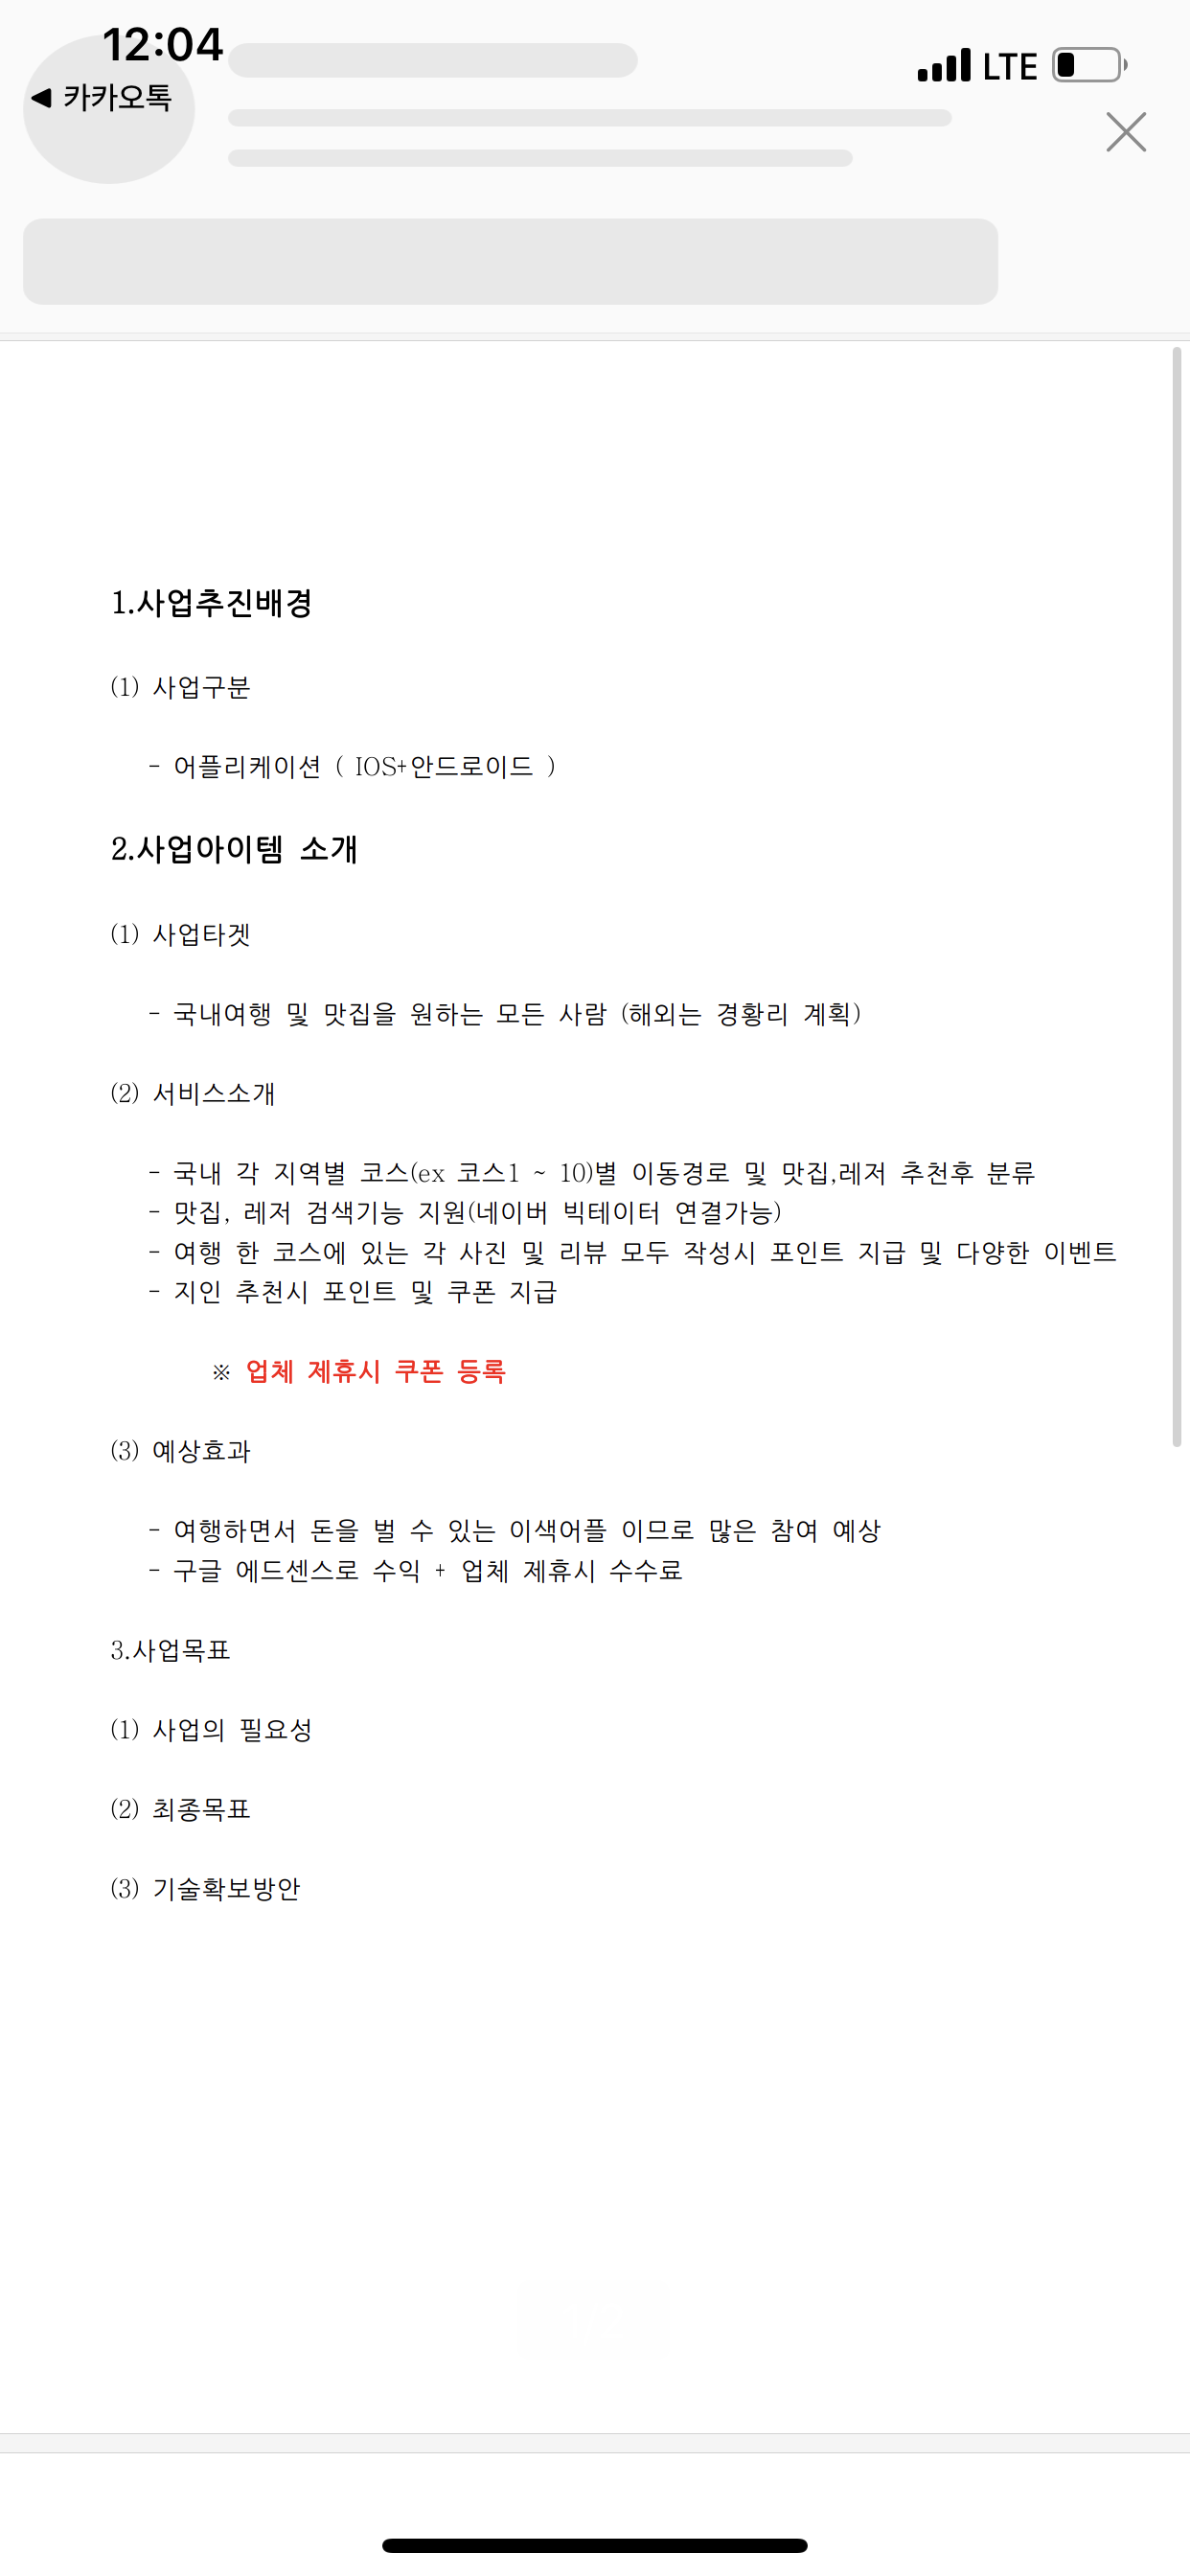 12:04
LTE
◀ 카카오톡
1.사업추진배경
(1) 사업구분
- 어플리케이션 ( IOS+안드로이드 )
2.사업아이템 소개
(1) 사업타겟
- 국내여행 및 맛집을 원하는 모든 사람 (해외는 경황리 계획)
(2) 서비스소개
- 국내 각 지역별 코스(ex 코스1 ~ 10)별 이동경로 및 맛집,레저 추천후 분류
- 맛집, 레저 검색기능 지원(네이버 빅테이터 연결가능)
- 여행 한 코스에 있는 각 사진 및 리뷰 모두 작성시 포인트 지급 및 다양한 이벤트
- 지인 추천시 포인트 및 쿠폰 지급
※ 업체 제휴시 쿠폰 등록
(3) 예상효과
- 여행하면서 돈을 벌 수 있는 이색어플 이므로 많은 참여 예상
- 구글 에드센스로 수익 + 업체 제휴시 수수료
3.사업목표
(1) 사업의 필요성
(2) 최종목표
(3) 기술확보방안